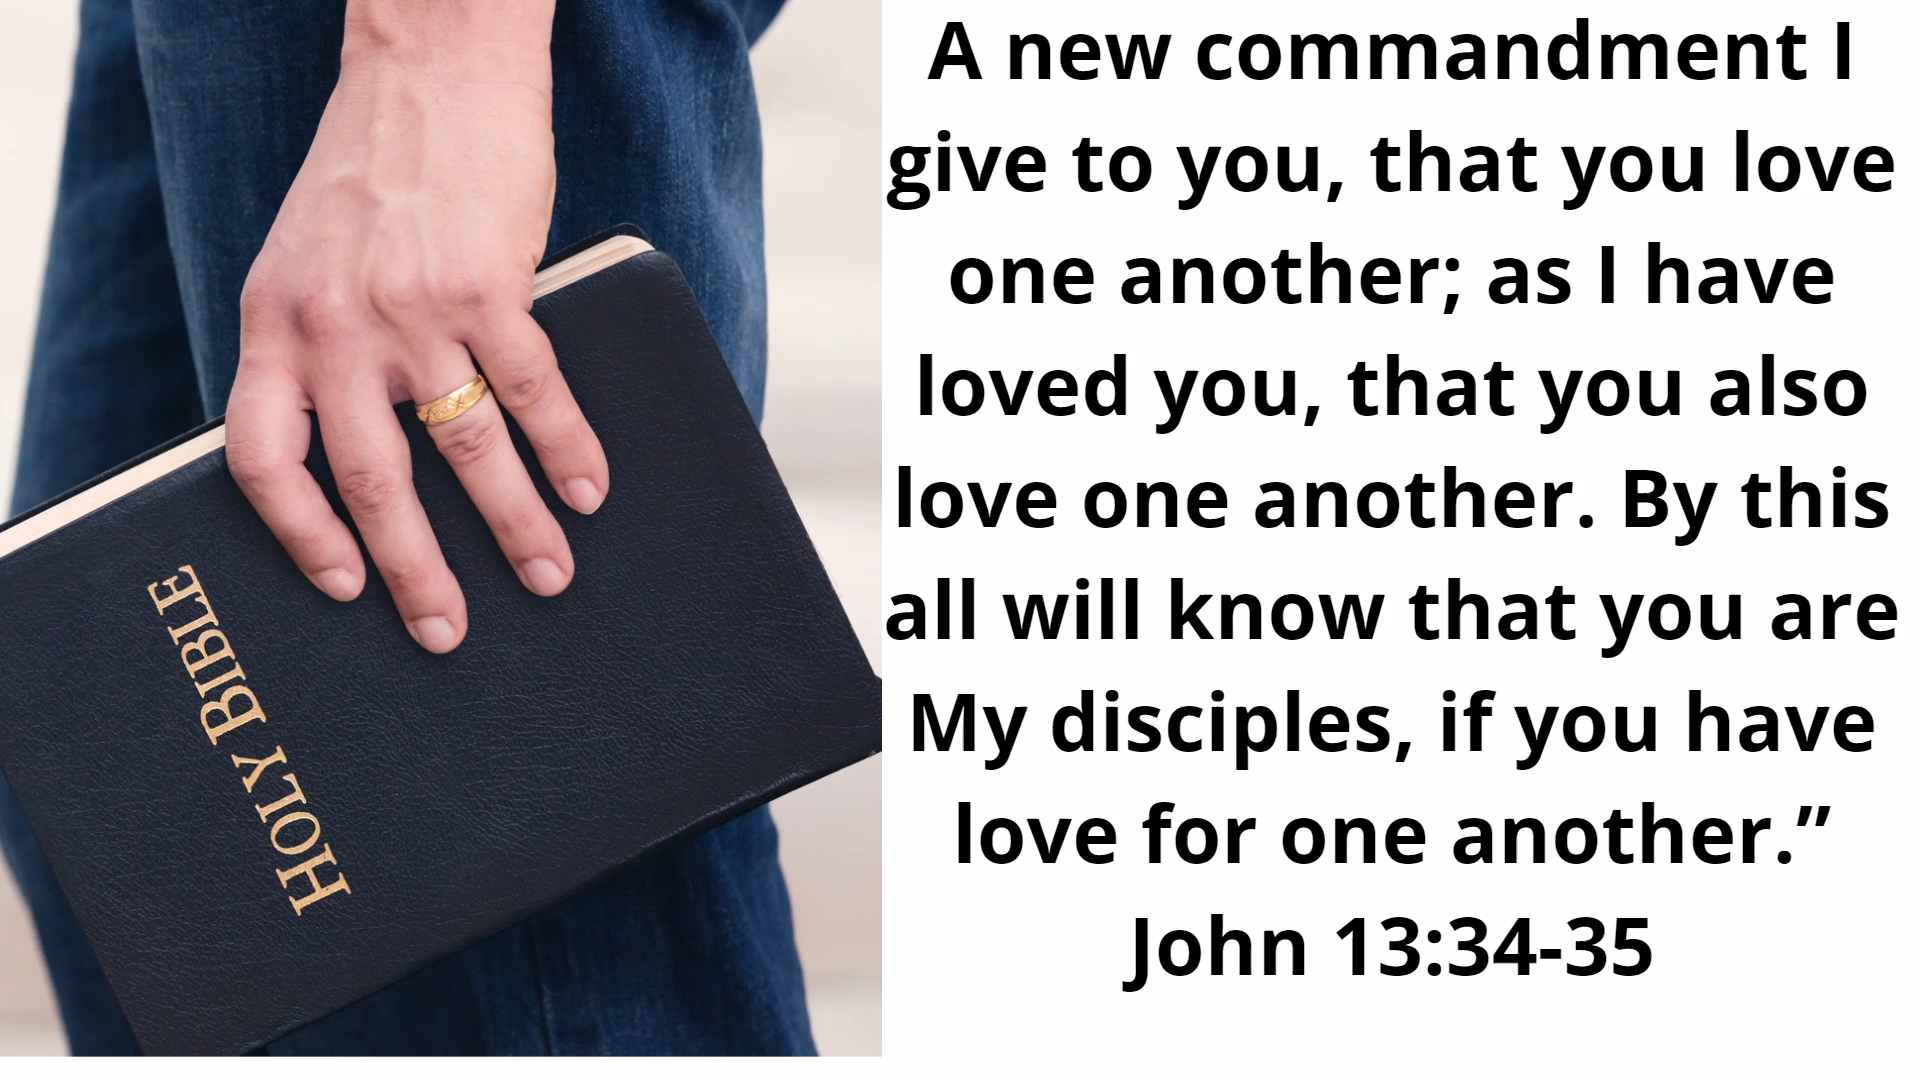 HOLY BIBLE
A new commandment I
give to you, that you love
one another; as I have
loved you, that you also
love one another. By this
all will know that you are
My disciples, if you have
love for one another.”
John 13:34-35